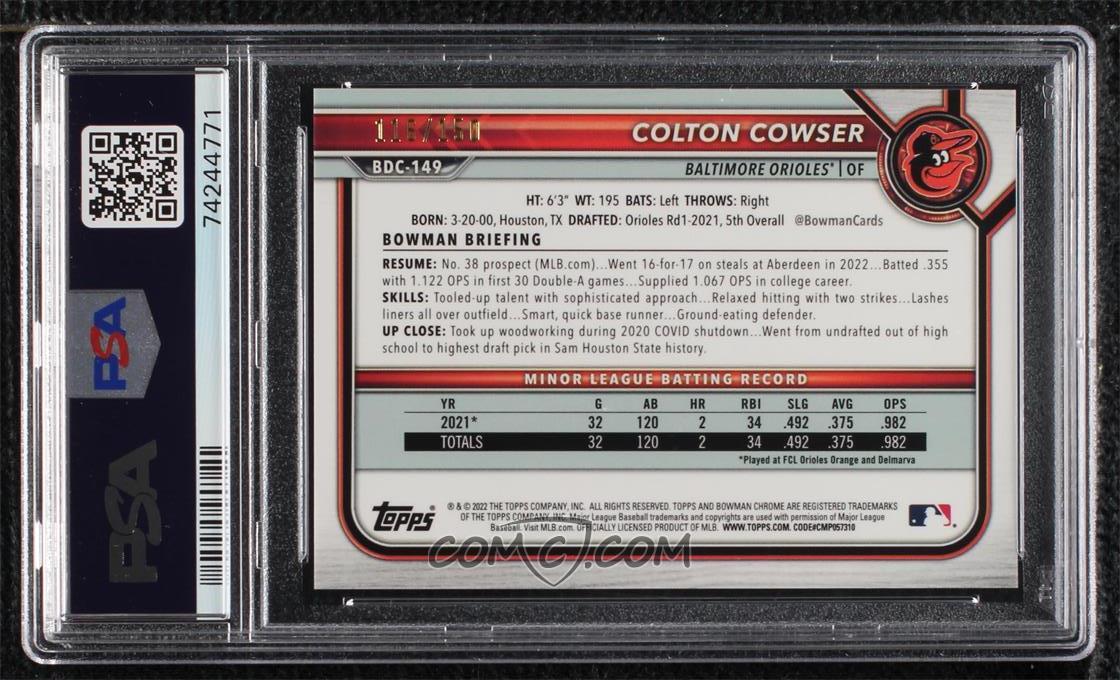 74244771
PSA
PSA
118/150
COLTON COWSER
BDC-149
BALTIMORE ORIOLES® | OF
HT: 6'3" WT: 195 BATS: Left THROWS: Right
BORN: 3-20-00, Houston, TX DRAFTED: Orioles Rd1-2021, 5th Overall @BowmanCards
BOWMAN BRIEFING
RESUME: No. 38 prospect (MLB.com)...Went 16-for-17 on steals at Aberdeen in 2022...Batted .355
with 1.122 OPS in first 30 Double-A games...Supplied 1.067 OPS in college career.
SKILLS: Tooled-up talent with sophisticated approach...Relaxed hitting with two strikes...Lashes
liners all over outfield...Smart, quick base runner...Ground-eating defender.
UP CLOSE: Took up woodworking during 2020 COVID shutdown...Went from undrafted out of high
school to highest draft pick in Sam Houston State history.
MINOR LEAGUE BATTING RECORD
YR G AB HR RBI SLG AVG OPS
2021* 32 120 2 34 .492 .375 .982
TOTALS 32 120 2 34 .492 .375 .982
*Played at FCL Orioles Orange and Delmarva
TOPPS
® & © 2022 THE TOPPS COMPANY, INC. ALL RIGHTS RESERVED. TOPPS AND BOWMAN CHROME ARE REGISTERED TRADEMARKS
OF THE TOPPS COMPANY, INC. Major League Baseball trademarks and copyrights are used with permission of Major League
Baseball. Visit MLB.com. OFFICIALLY LICENSED PRODUCT OF MLB. WWW.TOPPS.COM. CODE#CMP057310
COMC.COM